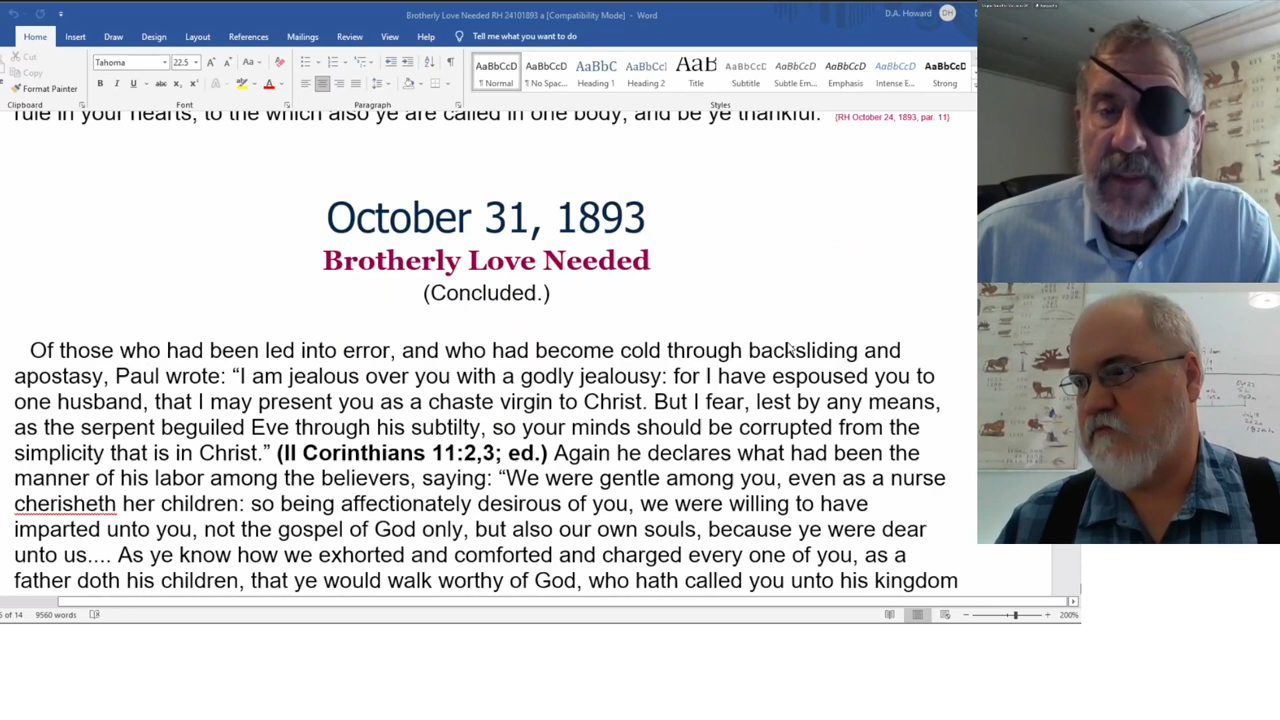 Brotherly Love Needed RH 24101893 a [Compatibility Mode] - Word
D.A. Howard
DH
Home Insert Draw Design Layout References Mailings Review View Help Tell me what you want to do
Cut
Copy
Format Painter
Clipboard
Tahoma 22.5
Font
Paragraph
AaBbCcD AaBbCcD AaBbC AaBbCcI AaB AaBbCcD AaBbCcD AaBbCcD AaBbCcD AaBbCcD
¶ Normal ¶ No Spac... Heading 1 Heading 2 Title Subtitle Subtle Em... Emphasis Intense E... Strong
Styles
rule in your hearts, to the which also ye are called in one body; and be ye thankful. {RH October 24, 1893, par. 11}
October 31, 1893
Brotherly Love Needed
(Concluded.)
Of those who had been led into error, and who had become cold through backsliding and
apostasy, Paul wrote: “I am jealous over you with a godly jealousy: for I have espoused you to
one husband, that I may present you as a chaste virgin to Christ. But I fear, lest by any means,
as the serpent beguiled Eve through his subtilty, so your minds should be corrupted from the
simplicity that is in Christ.” (II Corinthians 11:2,3; ed.) Again he declares what had been the
manner of his labor among the believers, saying: “We were gentle among you, even as a nurse
cherisheth her children: so being affectionately desirous of you, we were willing to have
imparted unto you, not the gospel of God only, but also our own souls, because ye were dear
unto us.... As ye know how we exhorted and comforted and charged every one of you, as a
father doth his children, that ye would walk worthy of God, who hath called you unto his kingdom
of 14 9560 words
200%